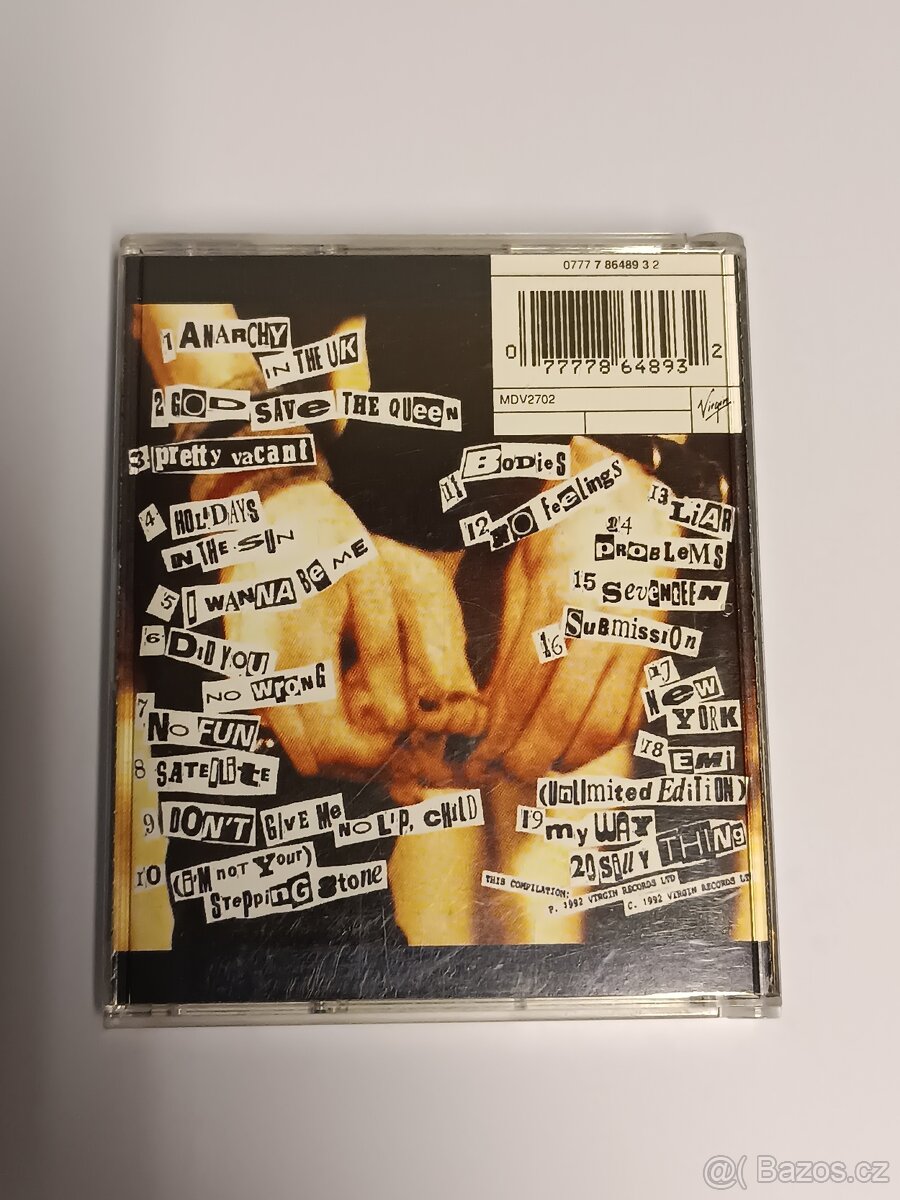 0777 7 86489 3 2
0 77778 64893 2
MDV2702
Virgin
1 ANARCHY
IN THE UK
2 GOD SAVE THE QUEEN
3 pretty vacant
4 HOLIDAYS
IN THE SIN
5 I WANNA BE ME
6 DID YOU
NO WRONG
7 NO FUN
8 SATELLITE
9 DON'T GIVE ME NO LIP, CHILD
10 (I'M NOT YOUR)
STEPPING STONE
11 BODIES
12 NO FEELINGS
13 LIAR
14
PROBLEMS
15 SEVENTEEN
16 SUBMISSION
17
NEW
YORK
18 EMI
(UNLIMITED EDITION)
19 MY WAY
20 SILLY THING
THIS COMPILATION:
P. 1992 VIRGIN RECORDS LTD
C. 1992 VIRGIN RECORDS LT
@( Bazos.cz